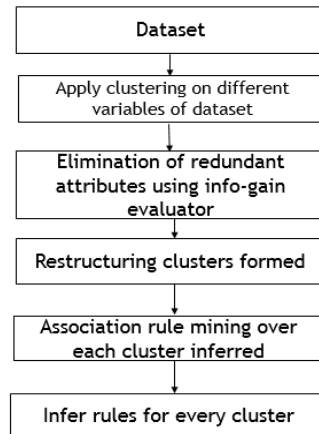 Dataset
Apply clustering on different
variables of dataset
Elimination of redundant
attributes using info-gain
evaluator
Restructuring clusters formed
Association rule mining over
each cluster inferred
Infer rules for every cluster